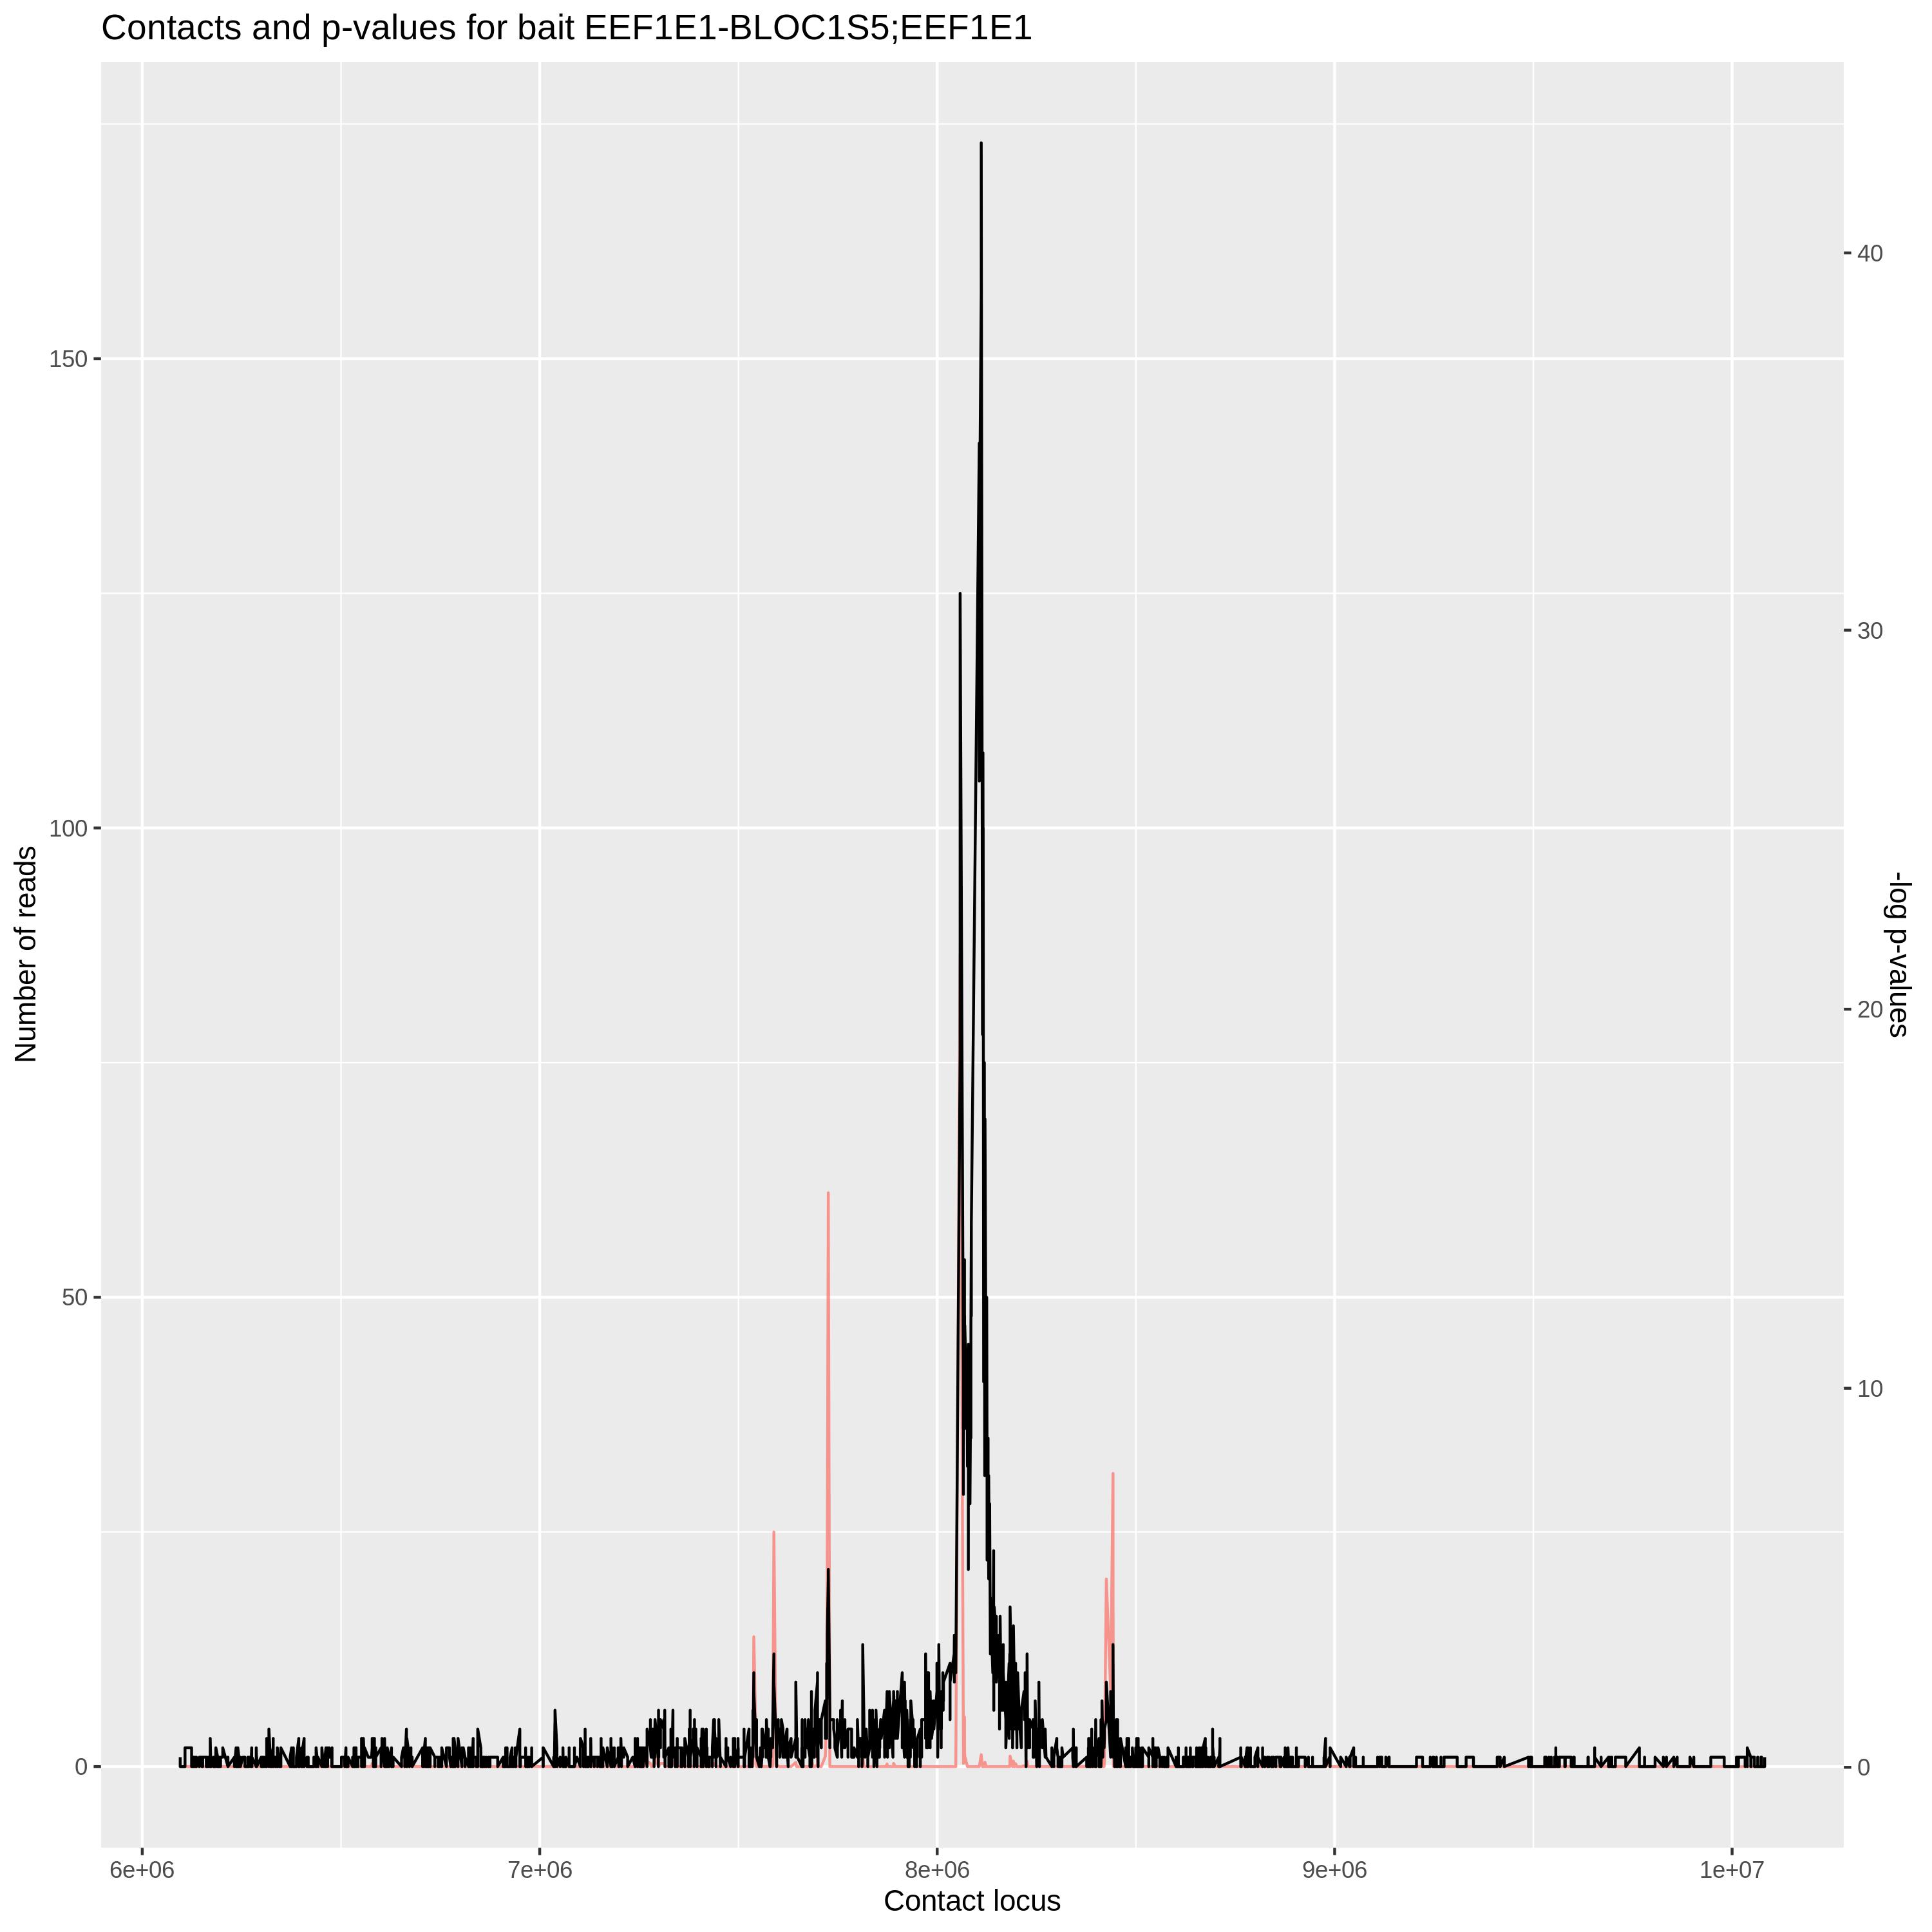 Contacts and p-values for bait EEF1E1-BLOC1S5;EEF1E1
150
100
50
0
Number of reads
40
30
20
10
0
-log p-values
6e+06 7e+06 8e+06 9e+06 1e+07
Contact locus